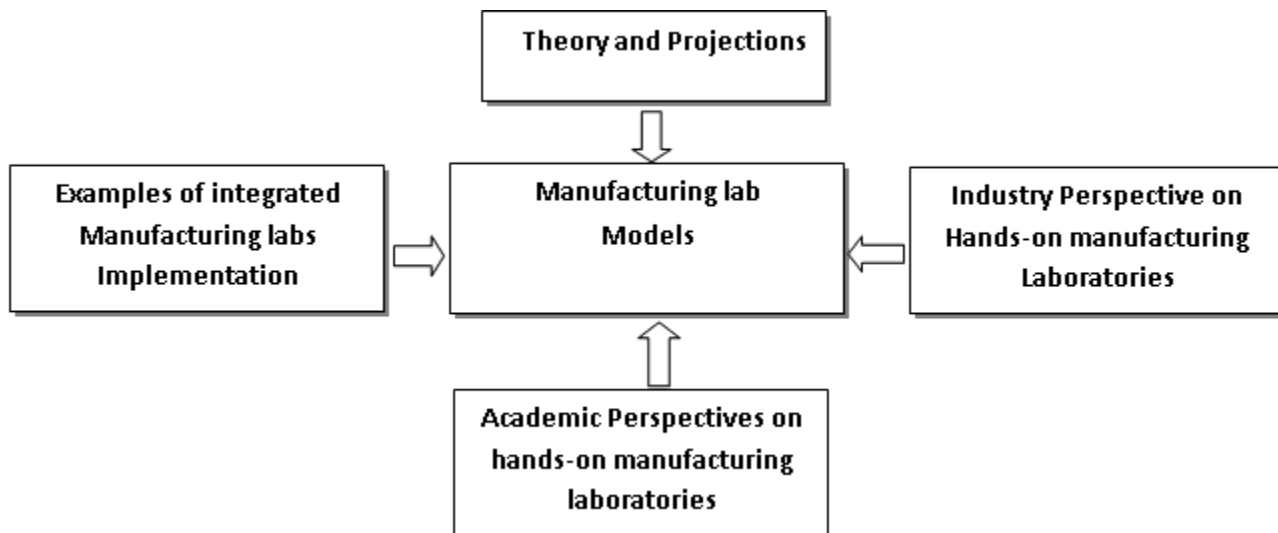 Theory and Projections
Examples of integrated
Manufacturing labs
Implementation
Manufacturing lab
Models
Industry Perspective on
Hands-on manufacturing
Laboratories
Academic Perspectives on
hands-on manufacturing
laboratories